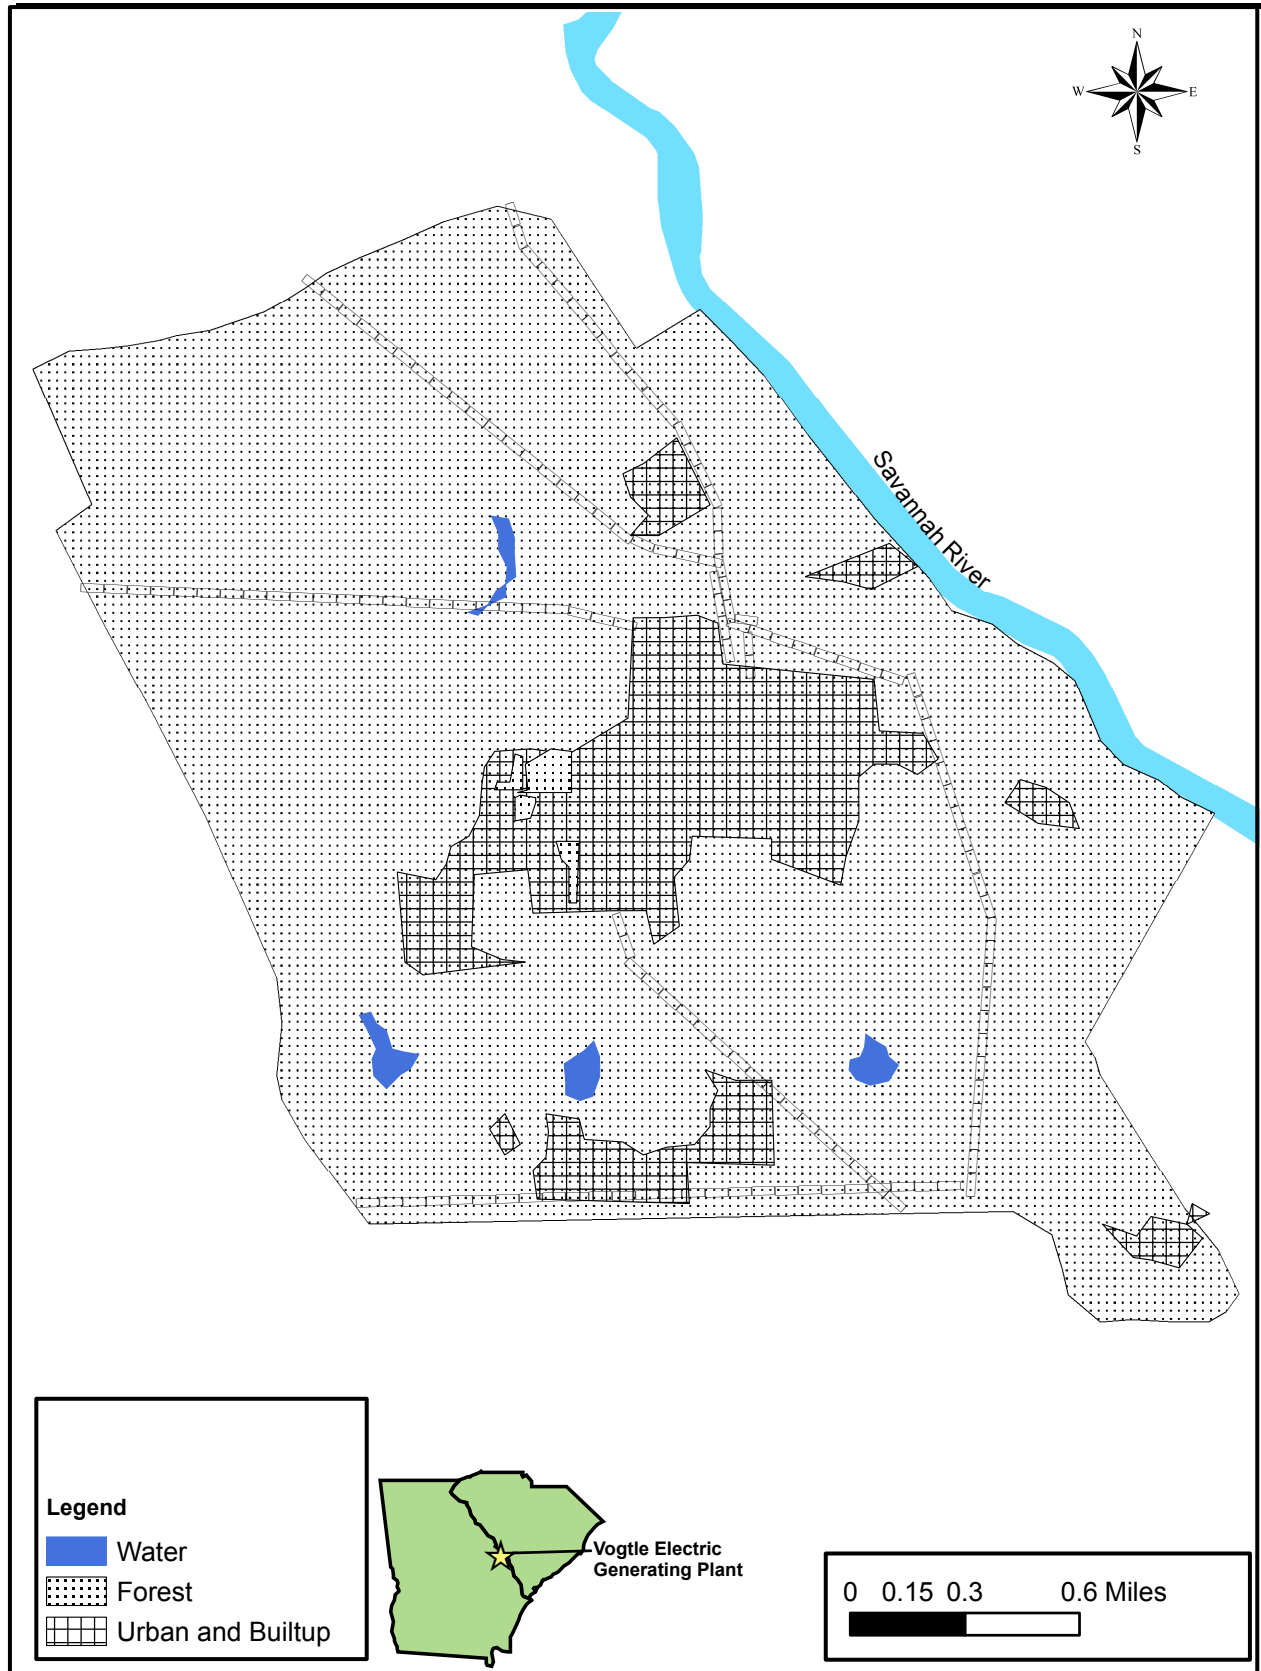 N
W E
S
Savannah River
Legend
Water
Forest
Urban and Builtup
Vogtle Electric
Generating Plant
0 0.15 0.3 0.6 Miles